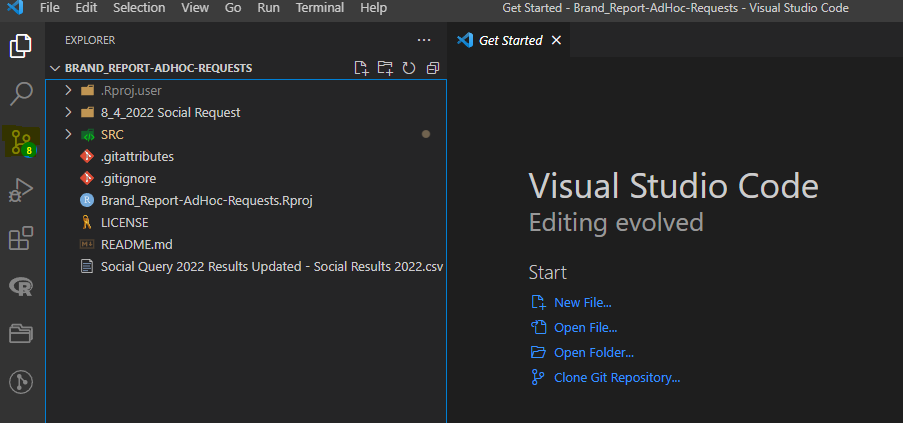 File Edit Selection View Go Run Terminal Help Get Started - Brand_Report-AdHoc-Requests - Visual Studio Code
EXPLORER
Get Started
BRAND_REPORT-ADHOC-REQUESTS
.Rproj.user
8_4_2022 Social Request
SRC
8
.gitattributes
.gitignore
Brand_Report-AdHoc-Requests.Rproj
LICENSE
README.md
Social Query 2022 Results Updated - Social Results 2022.csv
Visual Studio Code
Editing evolved
Start
New File...
Open File...
Open Folder...
Clone Git Repository...